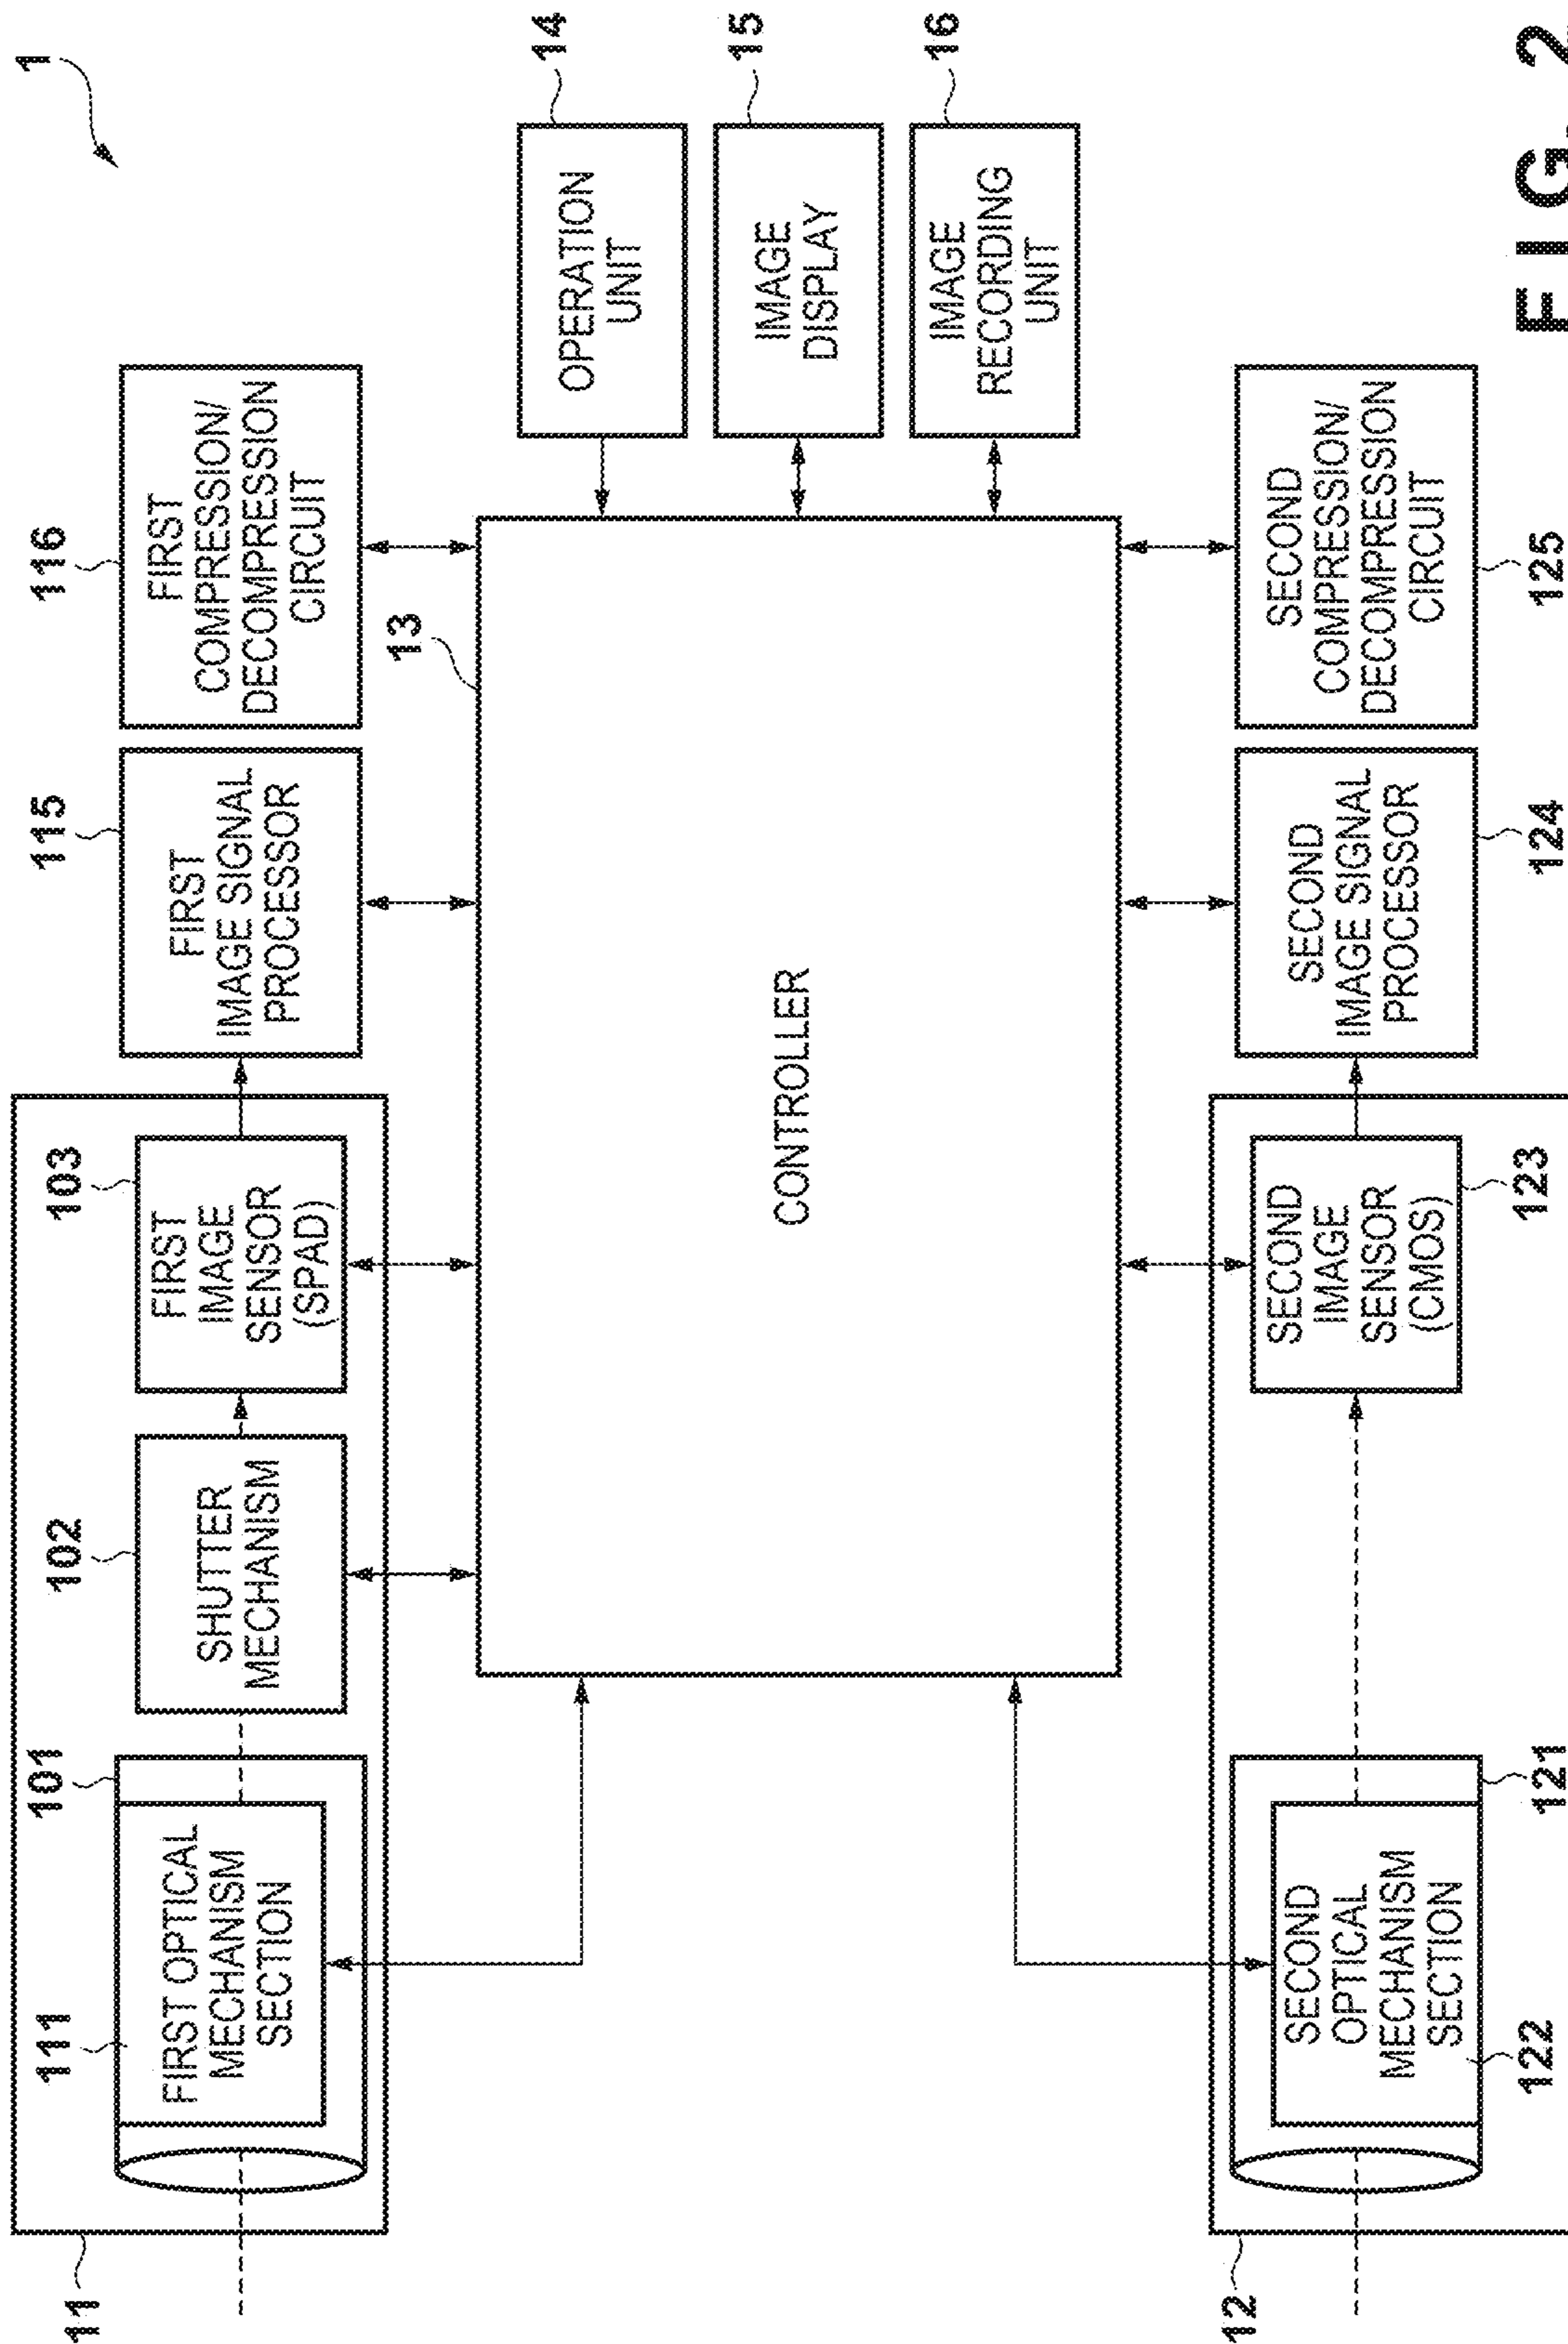 1
11
111
FIRST OPTICAL
MECHANISM
SECTION
101
102
SHUTTER
MECHANISM
103
FIRST
IMAGE
SENSOR
(SPAD)
115
FIRST
IMAGE SIGNAL
PROCESSOR
116
FIRST
COMPRESSION/
DECOMPRESSION
CIRCUIT
13
CONTROLLER
14
OPERATION
UNIT
15
IMAGE
DISPLAY
16
IMAGE
RECORDING
UNIT
12
SECOND
OPTICAL
MECHANISM
SECTION
122
121
SECOND
IMAGE
SENSOR
(CMOS)
123
SECOND
IMAGE SIGNAL
PROCESSOR
124
SECOND
COMPRESSION/
DECOMPRESSION
CIRCUIT
125
FIG. 2